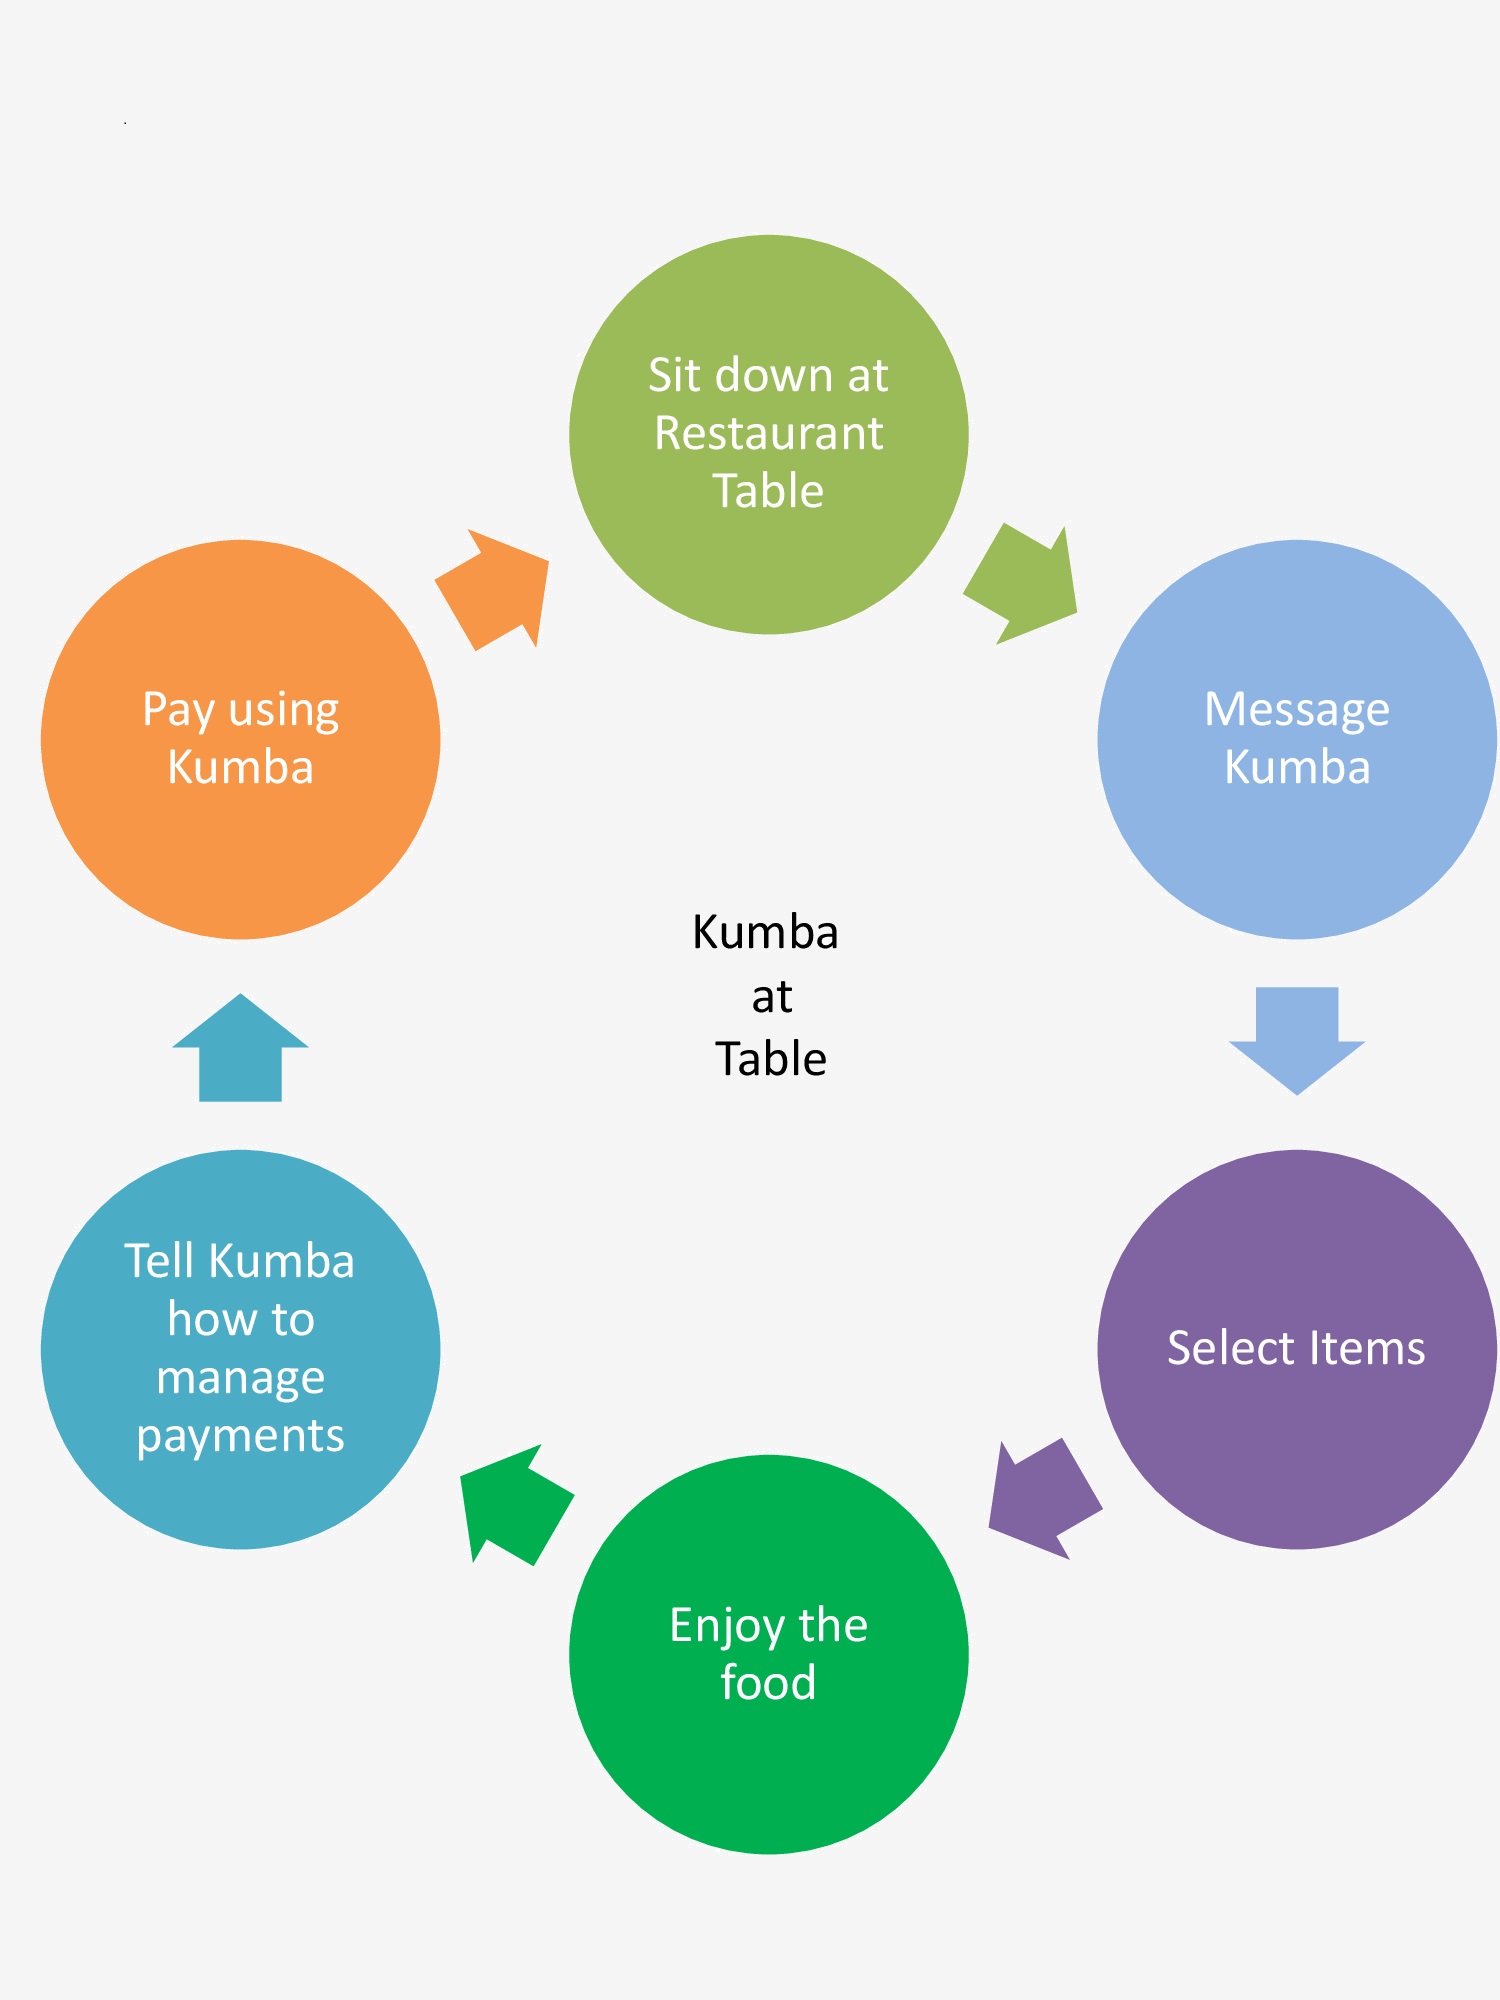 Sit down at
Restaurant
Table
Message
Kumba
Select Items
Enjoy the
food
Tell Kumba
how to
manage
payments
Pay using
Kumba
Kumba
at
Table